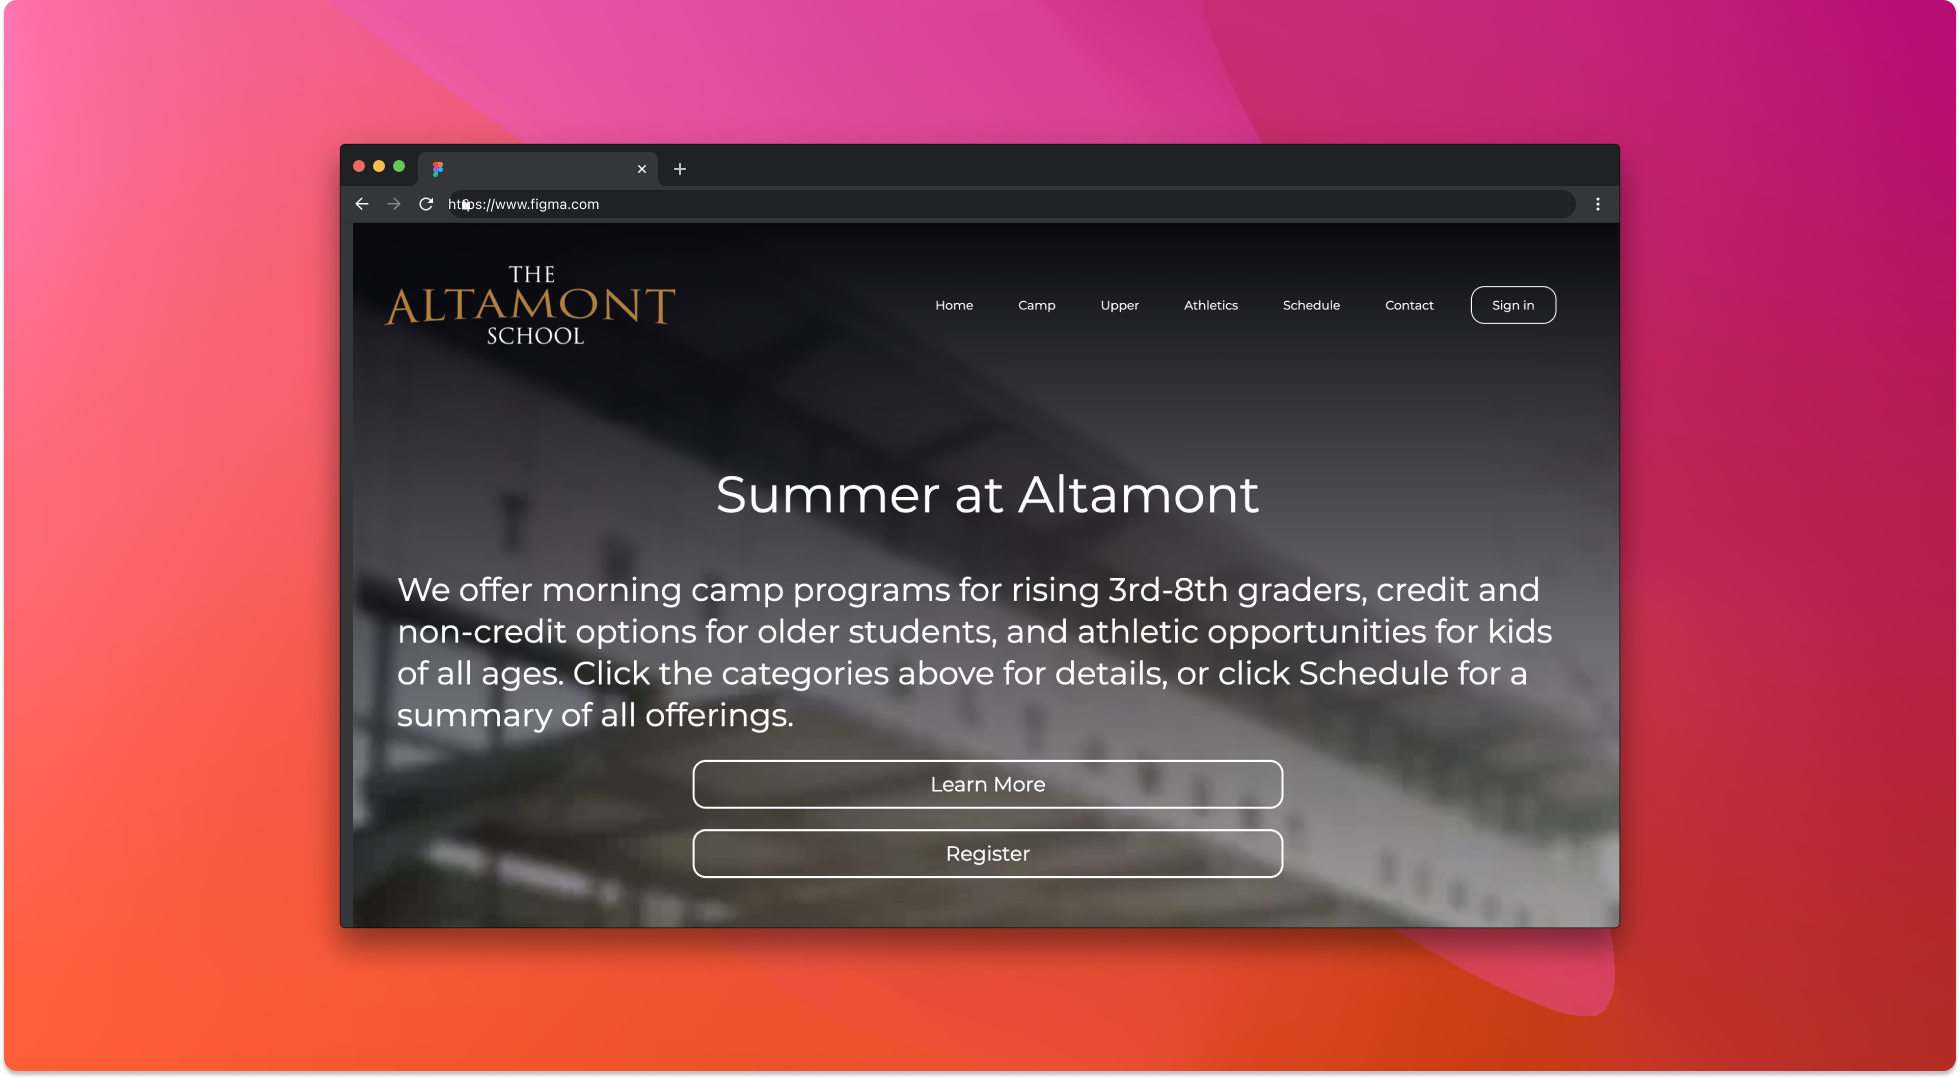 https://www.figma.com
THE
ALTAMONT
SCHOOL
Home Camp Upper Athletics Schedule Contact Sign in
Summer at Altamont
We offer morning camp programs for rising 3rd-8th graders, credit and
non-credit options for older students, and athletic opportunities for kids
of all ages. Click the categories above for details, or click Schedule for a
summary of all offerings.
Learn More
Register